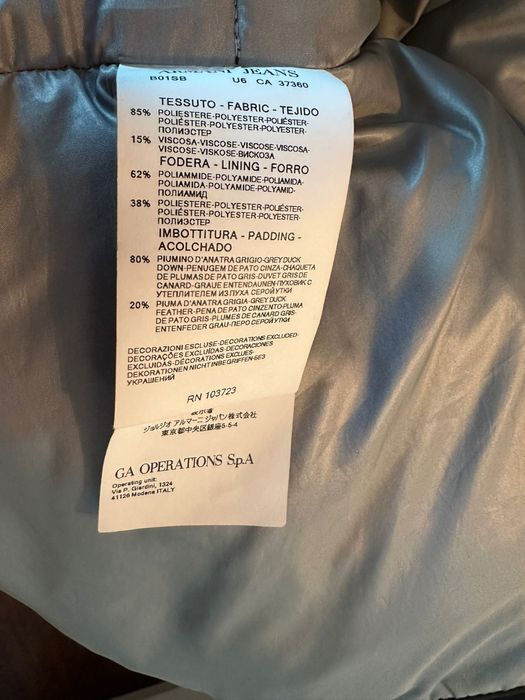 ARMANI JEANS
B01SB U6 CA 37360
TESSUTO - FABRIC - TEJIDO
85% POLIESTERE-POLYESTER-POLIÉSTER-
POLIÉSTER-POLYESTER-POLYESTER-
ПОЛИЭСТЕР
15% VISCOSA-VISCOSE-VISCOSE-VISCOSA-
VISCOSE-VISKOSE-ВИСКОЗА
FODERA - LINING - FORRO
62% POLIAMMIDE-POLYAMIDE-POLIAMIDA-
POLIAMIDA-POLYAMIDE-POLYAMID-
ПОЛИАМИД
38% POLIESTERE-POLYESTER-POLIÉSTER-
POLIÉSTER-POLYESTER-POLYESTER-
ПОЛИЭСТЕР
IMBOTTITURA - PADDING -
ACOLCHADO
80% PIUMINO D'ANATRA GRIGIO-GREY DUCK
DOWN-PENUGEM DE PATO CINZA-CHAQUETA
DE PLUMAS DE PATO GRIS-DUVET GRIS DE
CANARD-GRAUE ENTENDAUNEN-ПУХОВИК С
УТЕПЛИТЕЛЕМ ИЗ ПУХА СЕРОЙ УТКИ
20% PIUMA D'ANATRA GRIGIA-GREY DUCK
FEATHER-PENA DE PATO CINZENTO-PLUMA
DE PATO GRIS-PLUMES DE CANARD GRIS-
ENTENFEDER GRAU-ПЕРО СЕРОЙ УТКИ
DECORAZIONI ESCLUSE-DECORATIONS EXCLUDED-
DECORAÇÕES EXCLUÍDAS-DECORACIONES
EXCLUIDAS-DÉCORATIONS EXCLUES-
DEKORATIONEN NICHT INBEGRIFFEN-БЕЗ
УКРАШЕНИЙ
RN 103723
ジョルジオ アルマーニ ジャパン株式会社
東京都中央区銀座5-5-4
GA OPERATIONS S.p.A
Operating unit:
Via P. Giardini, 1324
41126 Modena ITALY